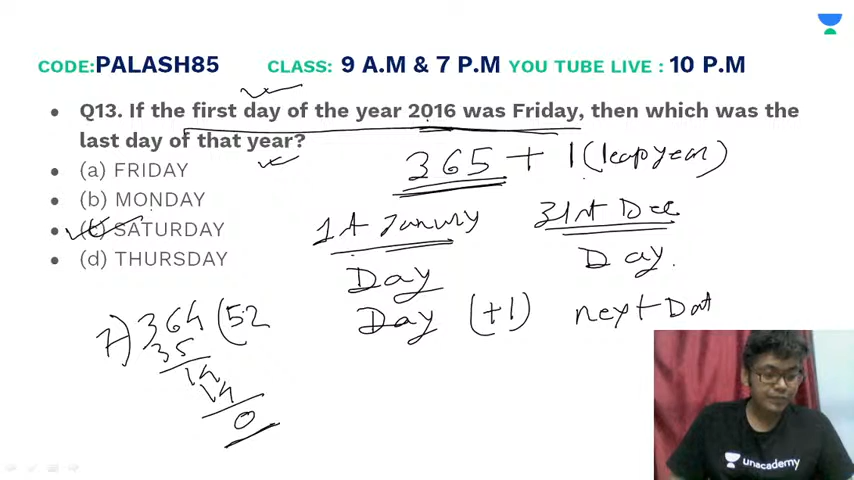 CODE:PALASH85 CLASS: 9 A.M & 7 P.M YOU TUBE LIVE : 10 P.M
• Q13. If the first day of the year 2016 was Friday, then which was the
last day of that year?
• (a) FRIDAY
• (b) MONDAY
• (c) SATURDAY
• (d) THURSDAY
365 + 1 (leap year)
1st January
31st Dec
Day
Day.
Day (+1) next Dat
7)364(52
35
14
14
0
unacademy